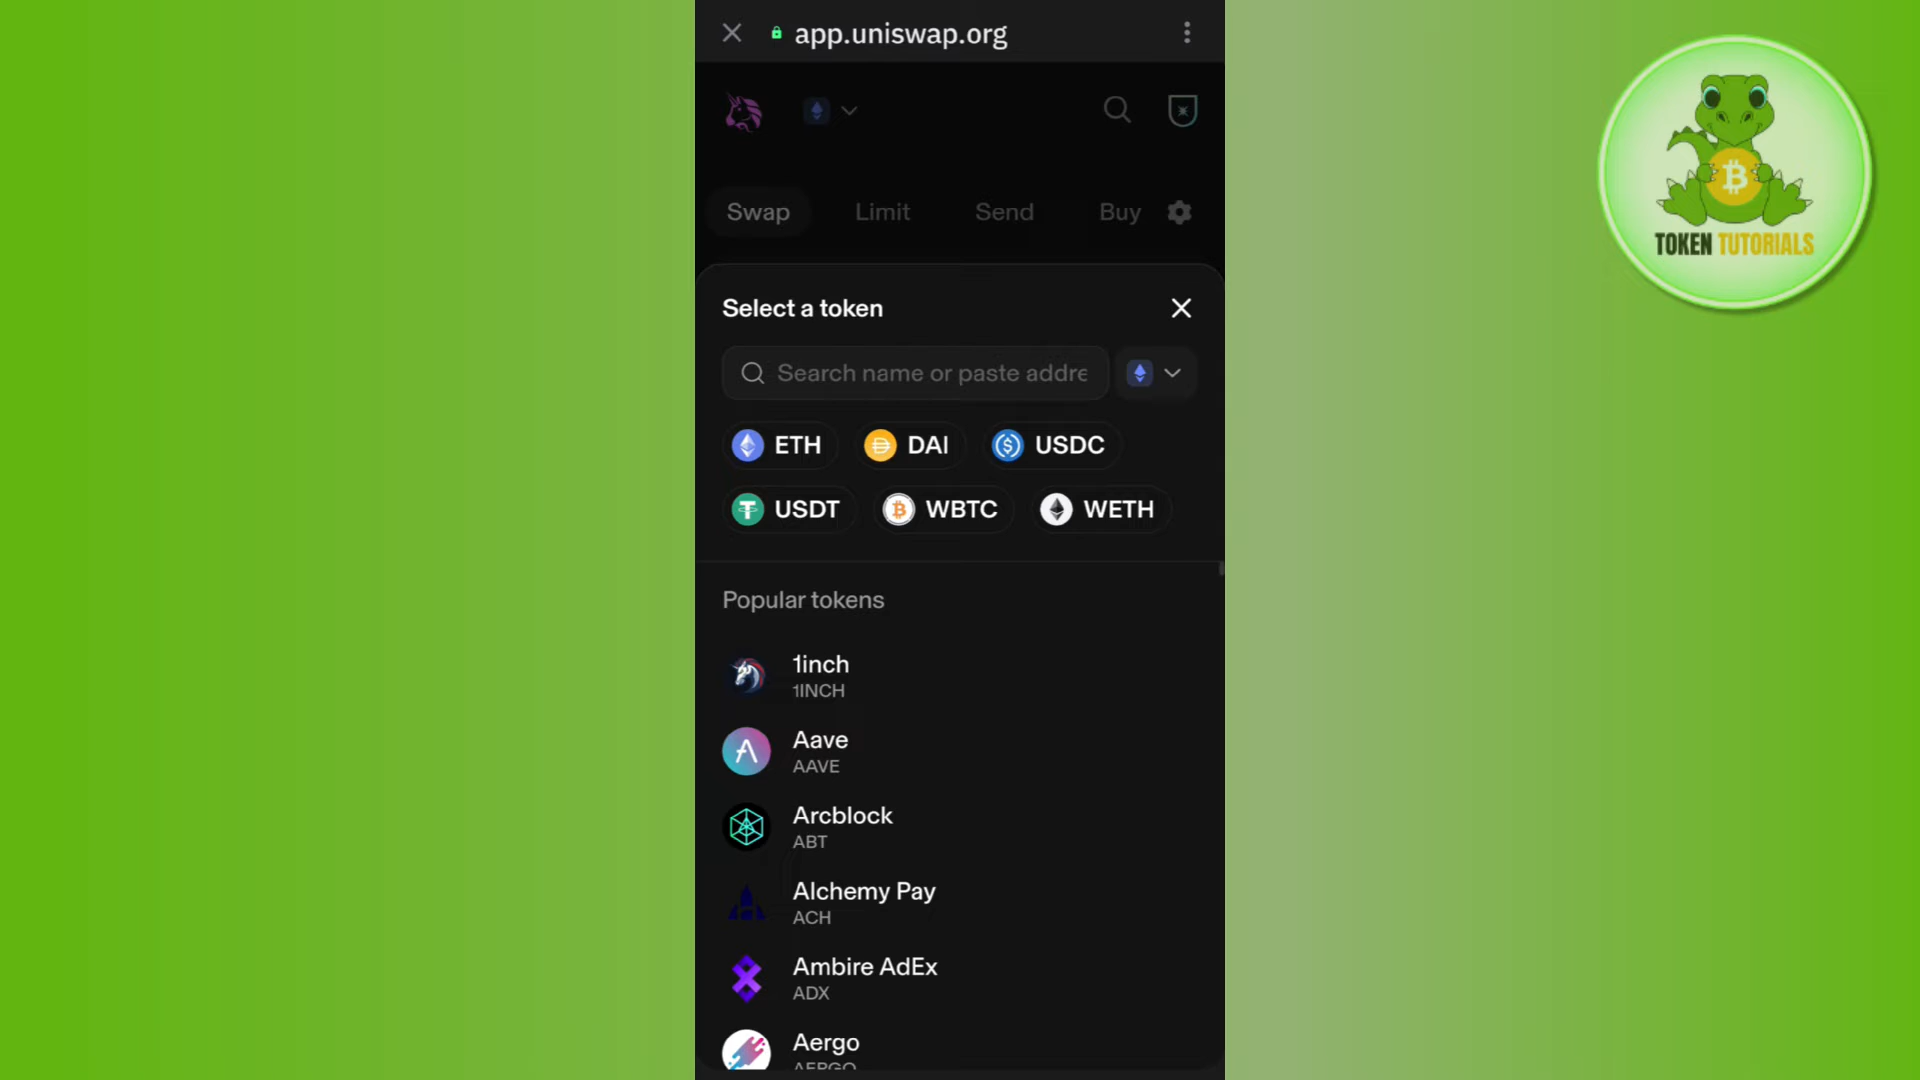 app.uniswap.org
Swap
Limit
Send
Buy
Select a token
Search name or paste addre
ETH
DAI
USDC
USDT
WBTC
WETH
Popular tokens
1inch
1INCH
Aave
AAVE
Arcblock
ABT
Alchemy Pay
ACH
Ambire AdEx
ADX
Aergo
AERGO
TOKEN TUTORIALS